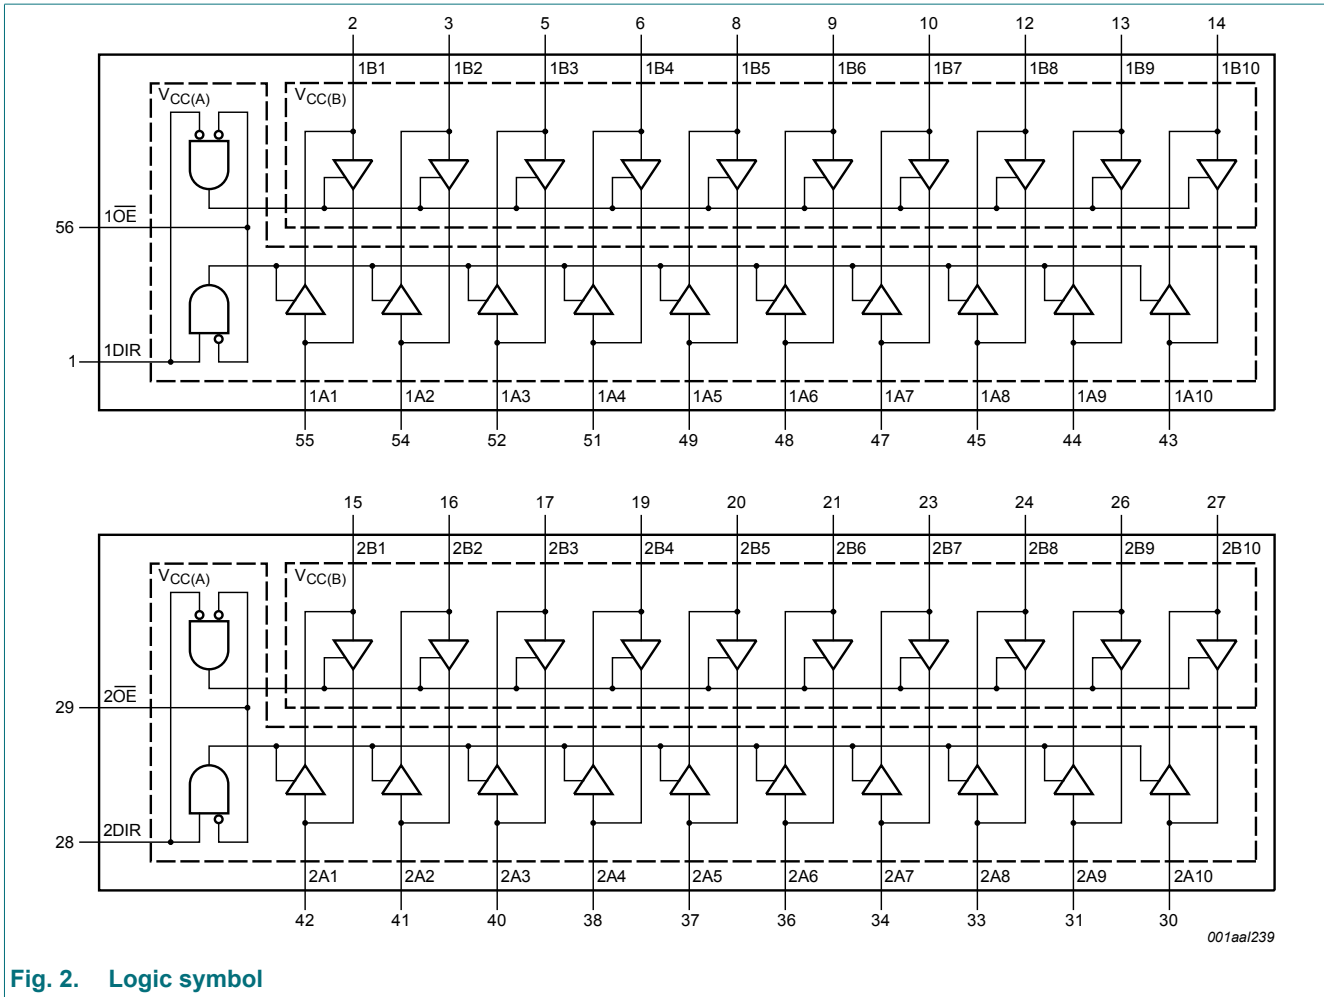 2 3 5 6 8 9 10 12 13 14
1B1 1B2 1B3 1B4 1B5 1B6 1B7 1B8 1B9 1B10
VCC(A) VCC(B)
56 1O̅E̅
1 1DIR
1A1 1A2 1A3 1A4 1A5 1A6 1A7 1A8 1A9 1A10
55 54 52 51 49 48 47 45 44 43
15 16 17 19 20 21 23 24 26 27
2B1 2B2 2B3 2B4 2B5 2B6 2B7 2B8 2B9 2B10
VCC(A) VCC(B)
29 2O̅E̅
28 2DIR
2A1 2A2 2A3 2A4 2A5 2A6 2A7 2A8 2A9 2A10
42 41 40 38 37 36 34 33 31 30
001aal239
Fig. 2. Logic symbol